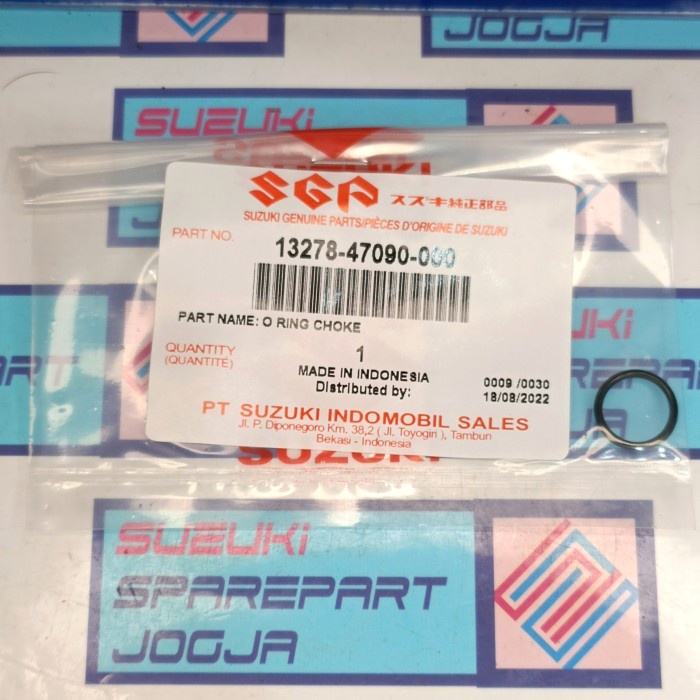 JOGJA
SUZUKi
SGP スズキ純正部品
SUZUKI GENUINE PARTS/PIÈCES D'ORIGINE DE SUZUKI
PART NO. 13278-47090-000
PART NAME: O RING CHOKE
QUANTITY 1
(QUANTITÉ)
MADE IN INDONESIA
Distributed by:
0009 /0030
18/08/2022
PT SUZUKI INDOMOBIL SALES
Jl. P. Diponegoro Km. 38,2 ( Jl. Toyogiri ), Tambun
Bekasi - Indonesia
PART
SUZUKi
SPAREPART
JOGJA